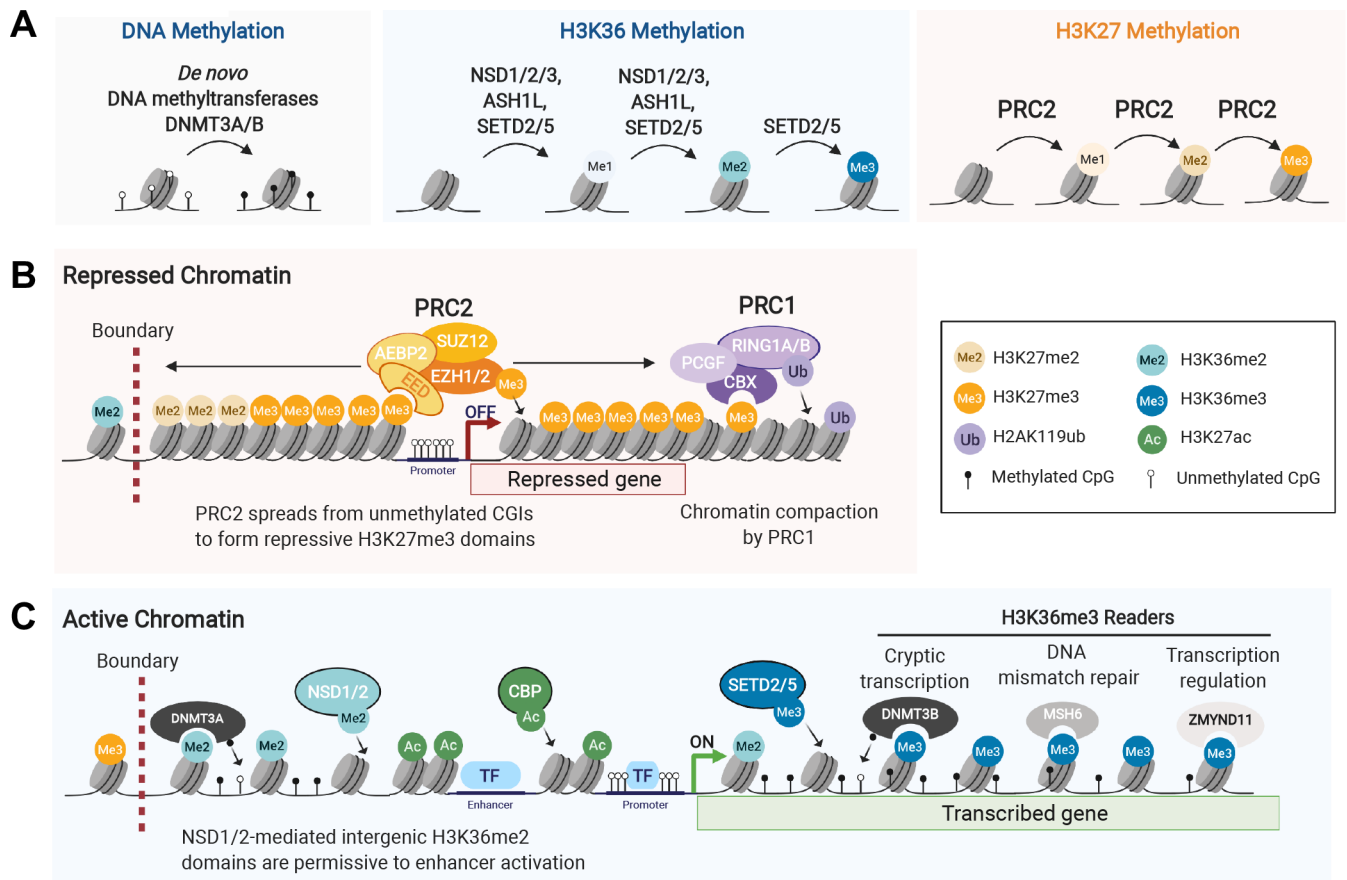 A
DNA Methylation
De novo
DNA methyltransferases
DNMT3A/B
H3K36 Methylation
NSD1/2/3,
ASH1L,
SETD2/5
NSD1/2/3,
ASH1L,
SETD2/5
SETD2/5
Me1
Me2
Me3
H3K27 Methylation
PRC2
PRC2
PRC2
Me1
Me2
Me3
B
Repressed Chromatin
Boundary
PRC2
AEBP2
SUZ12
EED
EZH1/2
Me3
PRC1
PCGF
RING1A/B
CBX
Ub
Me2
Me2 Me2 Me2 Me3 Me3 Me3 Me3 Me3
OFF
Me3 Me3 Me3 Me3 Me3 Me3
Ub
Promoter
Repressed gene
PRC2 spreads from unmethylated CGIs
to form repressive H3K27me3 domains
Chromatin compaction
by PRC1
Me2 H3K27me2
Me3 H3K27me3
Ub H2AK119ub
Methylated CpG
Me2 H3K36me2
Me3 H3K36me3
Ac H3K27ac
Unmethylated CpG
C
Active Chromatin
Boundary
H3K36me3 Readers
Cryptic
transcription
DNA
mismatch repair
Transcription
regulation
Me3
DNMT3A
Me2
Me2
NSD1/2
Me2
Ac
Ac
CBP
Ac
Ac
TF
Enhancer
TF
Promoter
ON
Me2
SETD2/5
Me3
DNMT3B
Me3
Me3
MSH6
Me3
Me3
ZMYND11
Me3
Transcribed gene
NSD1/2-mediated intergenic H3K36me2
domains are permissive to enhancer activation